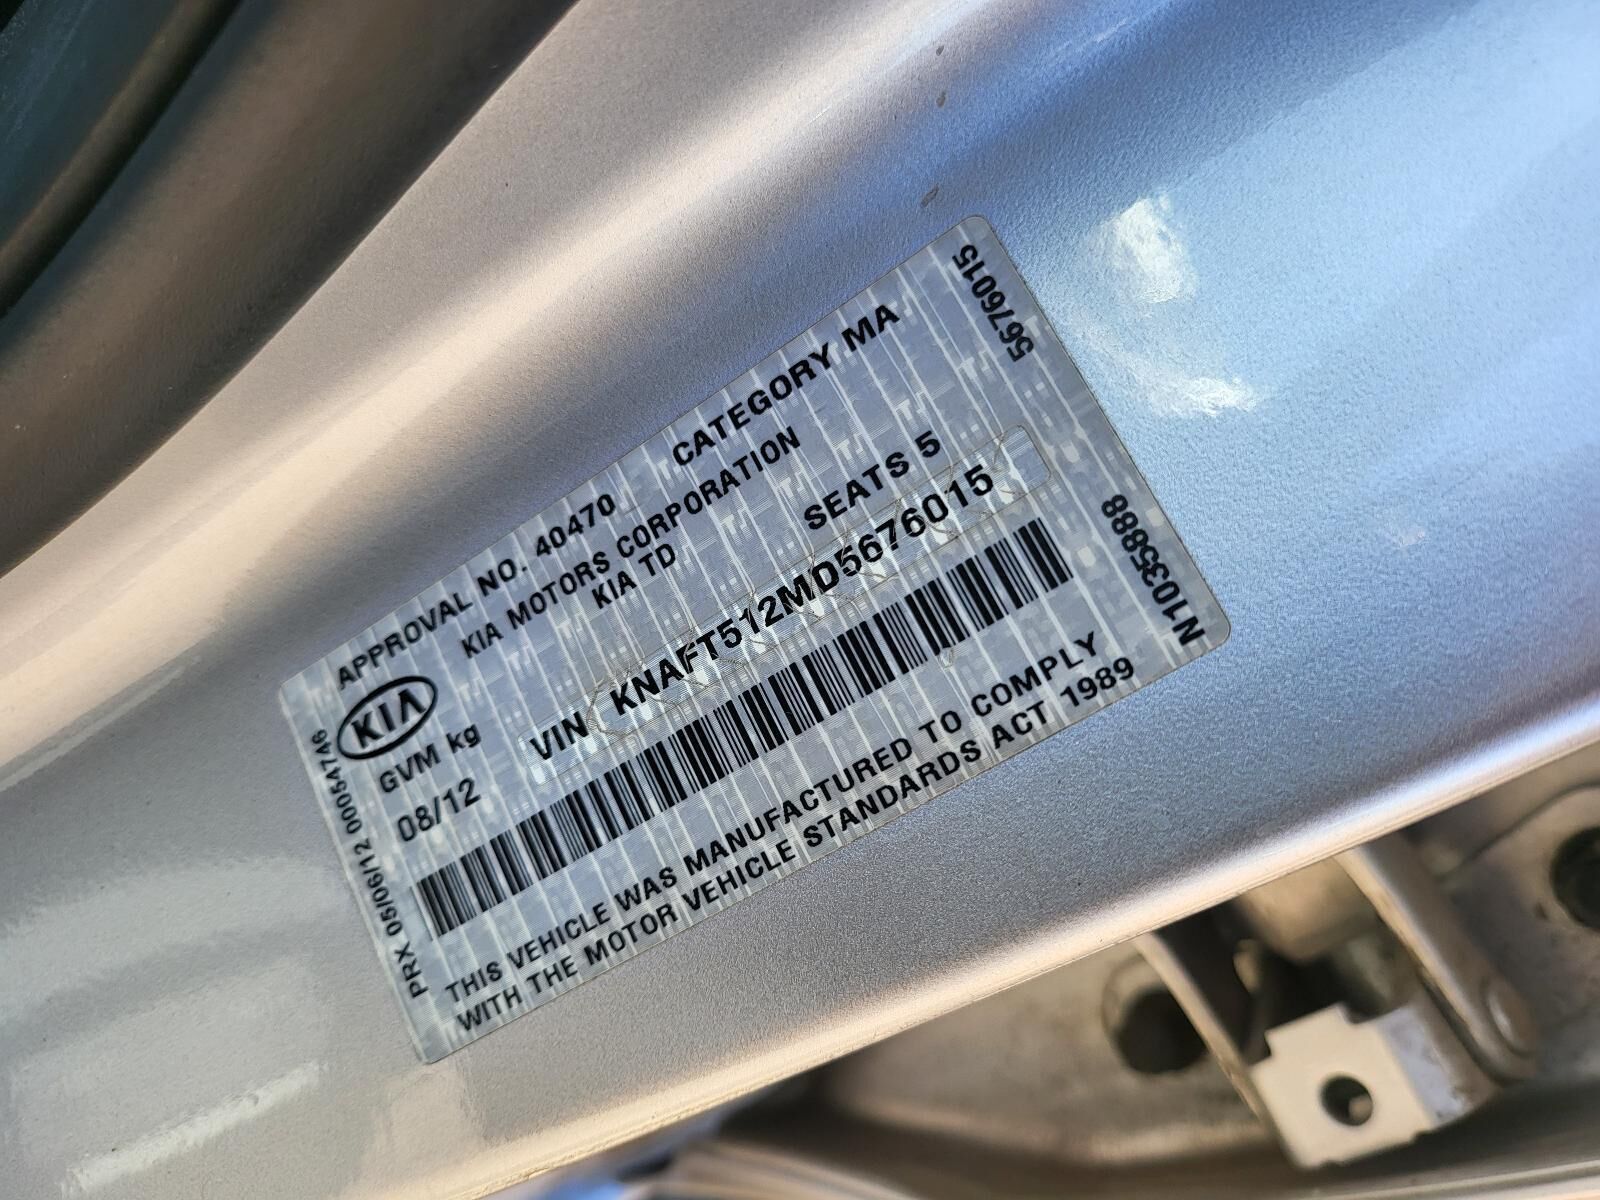 APPROVAL NO. 40470 CATEGORY MA
KIA MOTORS CORPORATION
KIA TD
KIA
GVM kg SEATS 5
08/12
VIN KNAFT512MD5676015
THIS VEHICLE WAS MANUFACTURED TO COMPLY
WITH THE MOTOR VEHICLE STANDARDS ACT 1989
PRX 05/06/12 00054746
5676015
N11035888